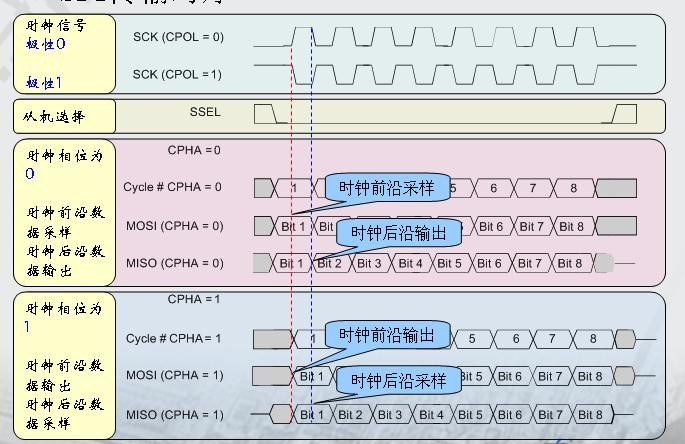 时钟信号
极性0
极性1
SCK (CPOL = 0)
SCK (CPOL = 1)
从机选择
SSEL
时钟相位为
0
时钟前沿数
据采样
时钟后沿数
据输出
CPHA = 0
Cycle # CPHA = 0
1
时钟前沿采样
5 6 7 8
MOSI (CPHA = 0)
Bit 1 Bit
时钟后沿输出
Bit 6 Bit 7 Bit 8
MISO (CPHA = 0)
Bit 1 Bit 2 Bit 3 Bit 4 Bit 5 Bit 6 Bit 7 Bit 8
时钟相位为
1
时钟前沿数
据输出
时钟后沿数
据采样
CPHA = 1
Cycle # CPHA = 1
1
时钟前沿输出
5 6 7 8
MOSI (CPHA = 1)
Bit 1
时钟后沿采样
Bit 5 Bit 6 Bit 7 Bit 8
MISO (CPHA = 1)
Bit 1 Bit 2 Bit 3 Bit 4 Bit 5 Bit 6 Bit 7 Bit 8